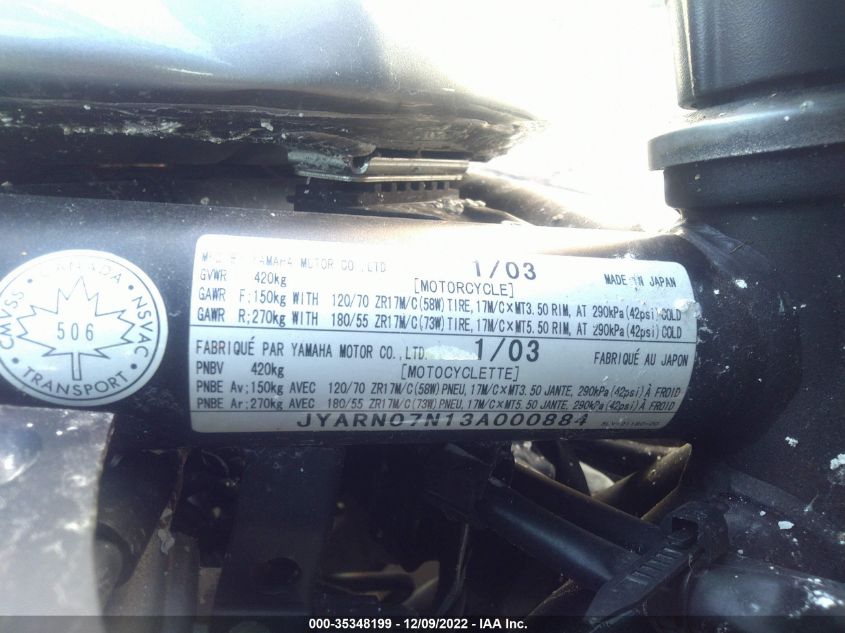 CANADA
CMVSS
NSVAC
506
TRANSPORT
MFD. BY YAMAHA MOTOR CO.,LTD. 1/03 MADE IN JAPAN
GVWR 420kg [MOTORCYCLE]
GAWR F:150kg WITH 120/70 ZR17M/C(58W)TIRE,17M/C×MT3.50 RIM, AT 290kPa(42psi)COLD
GAWR R:270kg WITH 180/55 ZR17M/C(73W)TIRE,17M/C×MT5.50 RIM, AT 290kPa(42psi)COLD
FABRIQUÉ PAR YAMAHA MOTOR CO.,LTD. 1/03 FABRIQUÉ AU JAPON
PNBV 420kg [MOTOCYCLETTE]
PNBE Av:150kg AVEC 120/70 ZR17M/C(58W)PNEU,17M/C×MT3.50 JANTE, 290kPa(42psi)À FROID
PNBE Ar:270kg AVEC 180/55 ZR17M/C(73W)PNEU,17M/C×MT5.50 JANTE, 290kPa(42psi)À FROID
JYARN07N13A000884
000-35348199 - 12/09/2022 - IAA Inc.